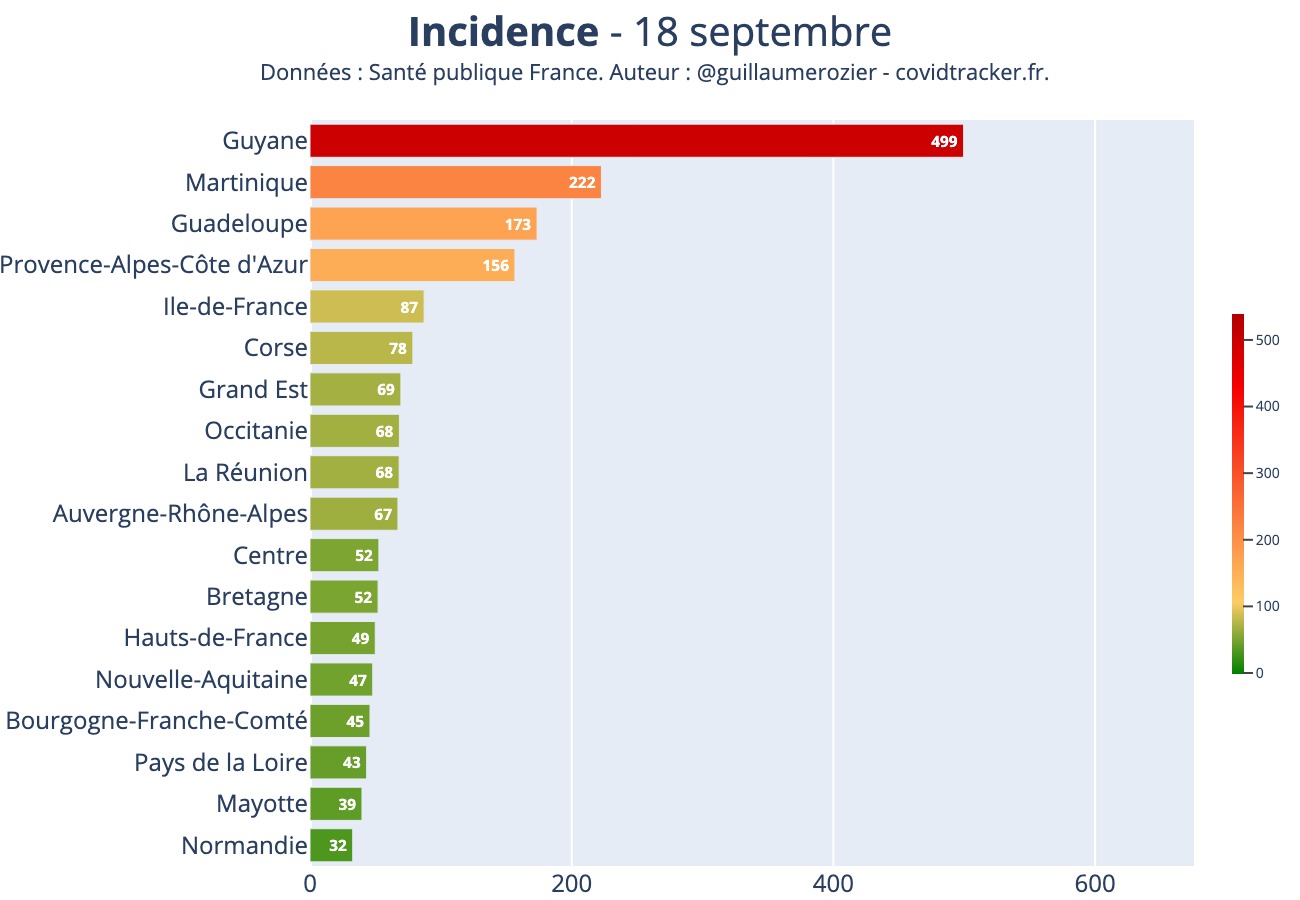 Incidence - 18 septembre
Données : Santé publique France. Auteur : @guillaumerozier - covidtracker.fr.
Guyane 499
Martinique 222
Guadeloupe 173
Provence-Alpes-Côte d'Azur 156
Ile-de-France 87
Corse 78
Grand Est 69
Occitanie 68
La Réunion 68
Auvergne-Rhône-Alpes 67
Centre 52
Bretagne 52
Hauts-de-France 49
Nouvelle-Aquitaine 47
Bourgogne-Franche-Comté 45
Pays de la Loire 43
Mayotte 39
Normandie 32
0 200 400 600
500
400
300
200
100
0